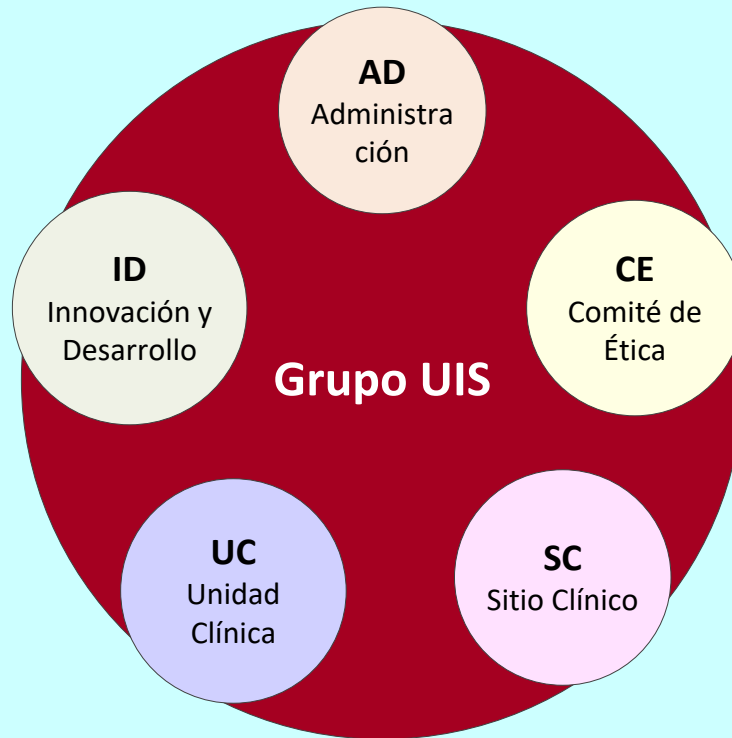 AD
Administra
ción
ID
Innovación y
Desarrollo
CE
Comité de
Ética
Grupo UIS
UC
Unidad
Clínica
SC
Sitio Clínico